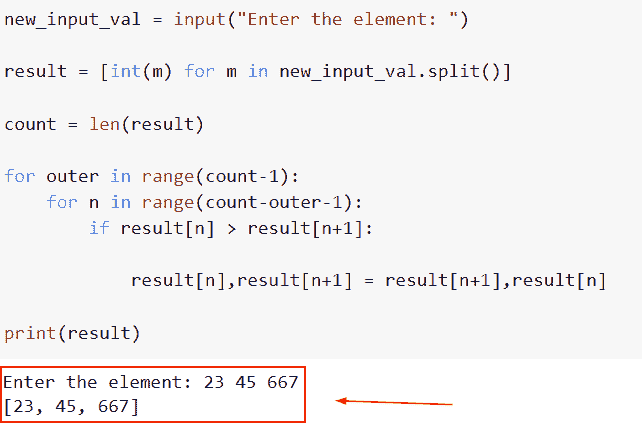 new_input_val = input("Enter the element: ")
result = [int(m) for m in new_input_val.split()]
count = len(result)
for outer in range(count-1):
    for n in range(count-outer-1):
        if result[n] > result[n+1]:
            result[n],result[n+1] = result[n+1],result[n]
print(result)
Enter the element: 23 45 667
[23, 45, 667]